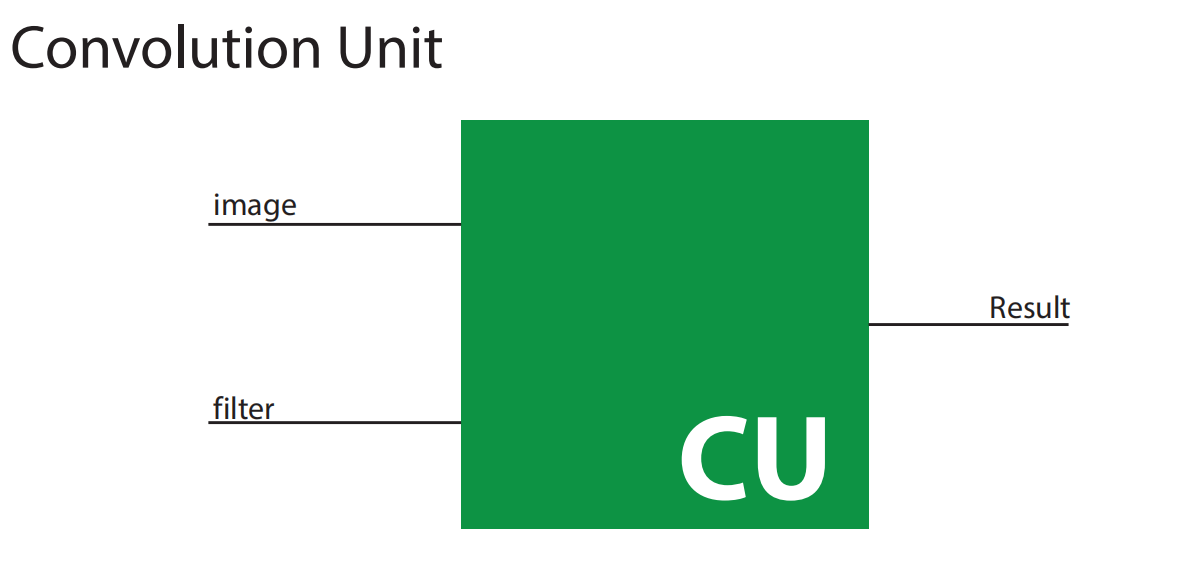 Convolution Unit
image
Result
filter
CU